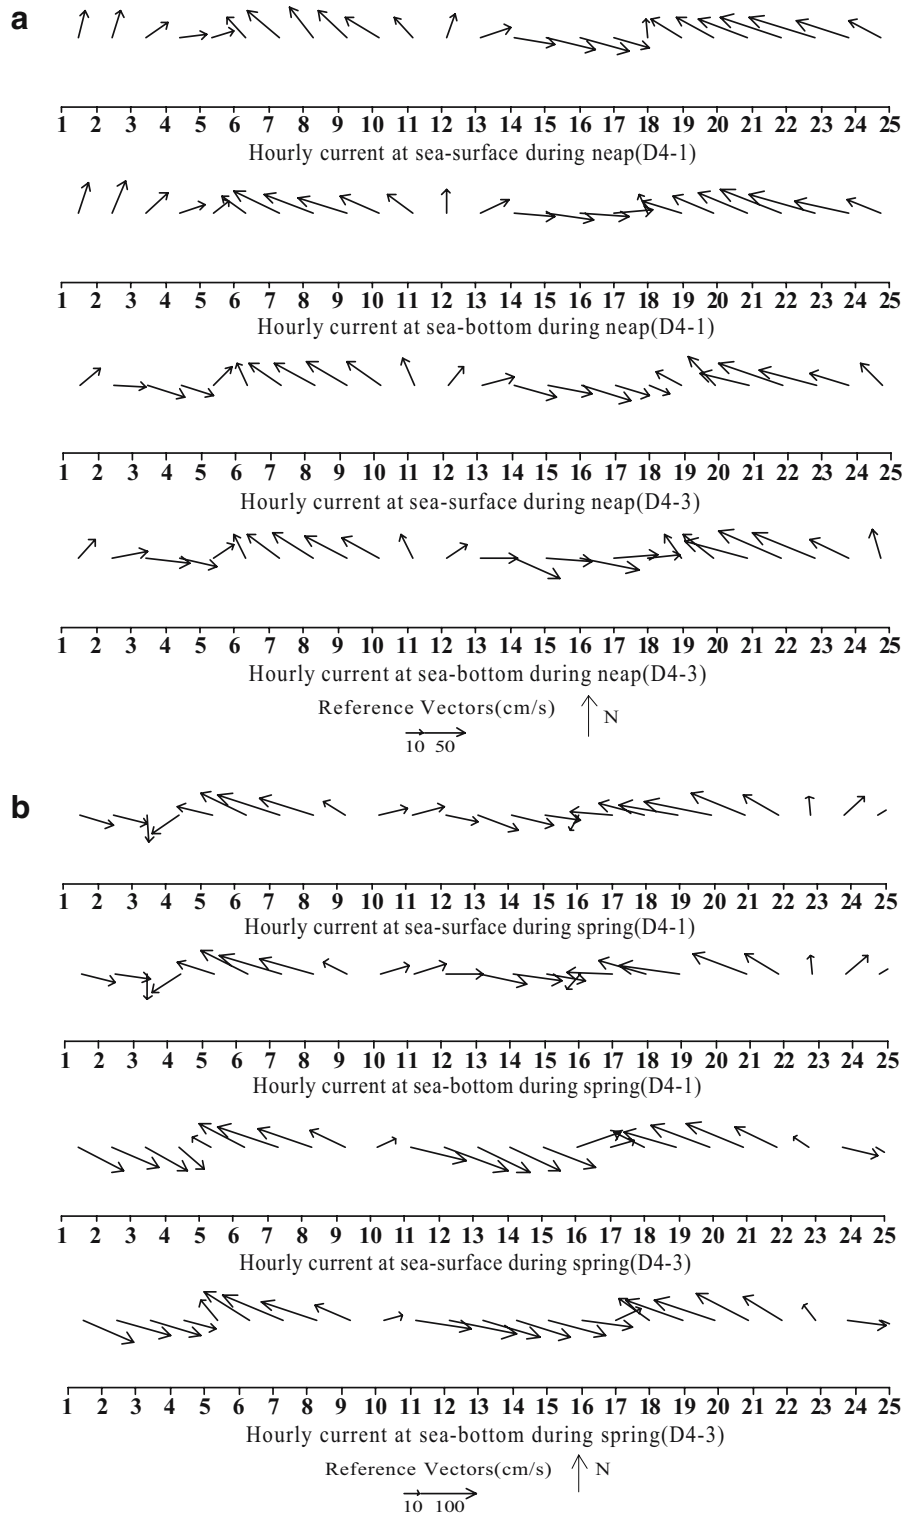 a
1 2 3 4 5 6 7 8 9 10 11 12 13 14 15 16 17 18 19 20 21 22 23 24 25
Hourly current at sea-surface during neap(D4-1)
1 2 3 4 5 6 7 8 9 10 11 12 13 14 15 16 17 18 19 20 21 22 23 24 25
Hourly current at sea-bottom during neap(D4-1)
1 2 3 4 5 6 7 8 9 10 11 12 13 14 15 16 17 18 19 20 21 22 23 24 25
Hourly current at sea-surface during neap(D4-3)
1 2 3 4 5 6 7 8 9 10 11 12 13 14 15 16 17 18 19 20 21 22 23 24 25
Hourly current at sea-bottom during neap(D4-3)
Reference Vectors(cm/s) N
10 50
b
1 2 3 4 5 6 7 8 9 10 11 12 13 14 15 16 17 18 19 20 21 22 23 24 25
Hourly current at sea-surface during spring(D4-1)
1 2 3 4 5 6 7 8 9 10 11 12 13 14 15 16 17 18 19 20 21 22 23 24 25
Hourly current at sea-bottom during spring(D4-1)
1 2 3 4 5 6 7 8 9 10 11 12 13 14 15 16 17 18 19 20 21 22 23 24 25
Hourly current at sea-surface during spring(D4-3)
1 2 3 4 5 6 7 8 9 10 11 12 13 14 15 16 17 18 19 20 21 22 23 24 25
Hourly current at sea-bottom during spring(D4-3)
Reference Vectors(cm/s) N
10 100